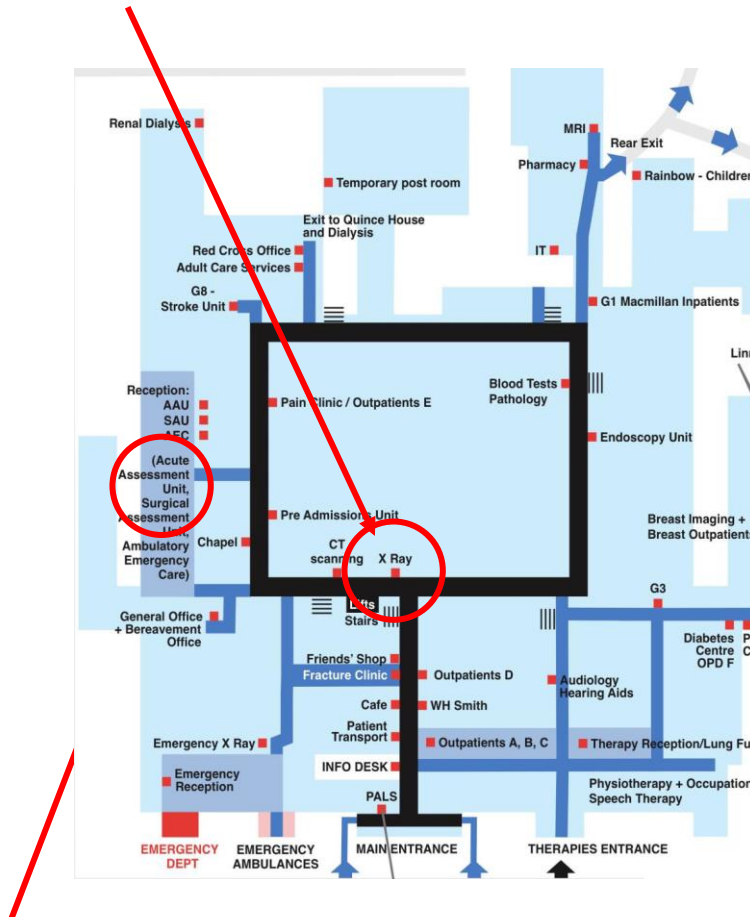 Renal Dialysis
MRI
Rear Exit
Pharmacy
Rainbow - Children
Temporary post room
Exit to Quince House
and Dialysis
Red Cross Office
Adult Care Services
IT
G8 -
Stroke Unit
G1 Macmillan Inpatients
Reception:
AAU
SAU
AEC
(Acute
Assessment
Unit,
Surgical
Assessment
Unit,
Ambulatory
Emergency
Care)
Pain Clinic / Outpatients E
Blood Tests
Pathology
Endoscopy Unit
Pre Admissions Unit
Breast Imaging +
Breast Outpatients
Chapel
CT
scanning
X Ray
G3
Lifts
Stairs
General Office
+ Bereavement
Office
Diabetes
Centre
OPD F
Friends' Shop
Fracture Clinic
Outpatients D
Audiology
Hearing Aids
Cafe
WH Smith
Patient
Transport
Emergency X Ray
Outpatients A, B, C
Therapy Reception/Lung
INFO DESK
Emergency
Reception
Physiotherapy +
Speech Therapy
PALS
EMERGENCY
DEPT
EMERGENCY
AMBULANCES
MAIN ENTRANCE
THERAPIES ENTRANCE